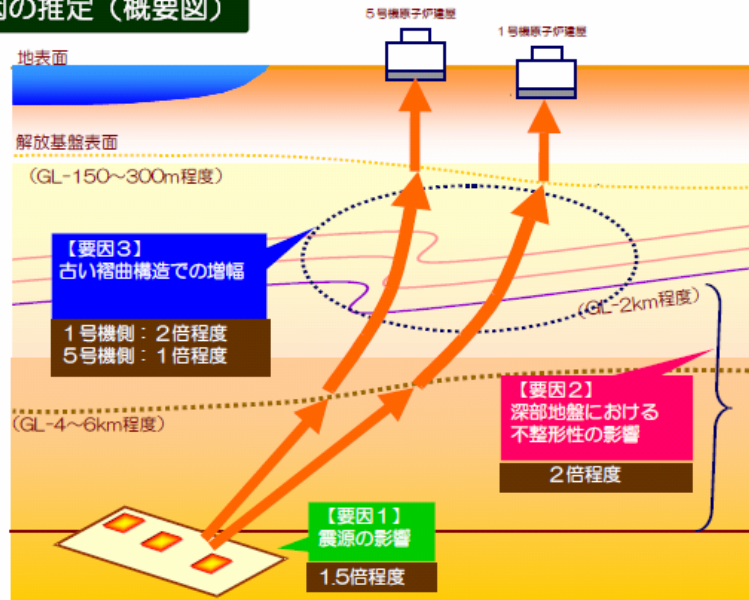 因の推定（概要図）
5号機原子炉建屋
1号機原子炉建屋
地表面
解放基盤表面
(GL-150～300m程度)
【要因3】
古い褶曲構造での増幅
1号機側：2倍程度
5号機側：1倍程度
(GL-2km程度)
【要因2】
深部地盤における
不整形性の影響
2倍程度
(GL-4～6km程度)
【要因1】
震源の影響
1.5倍程度